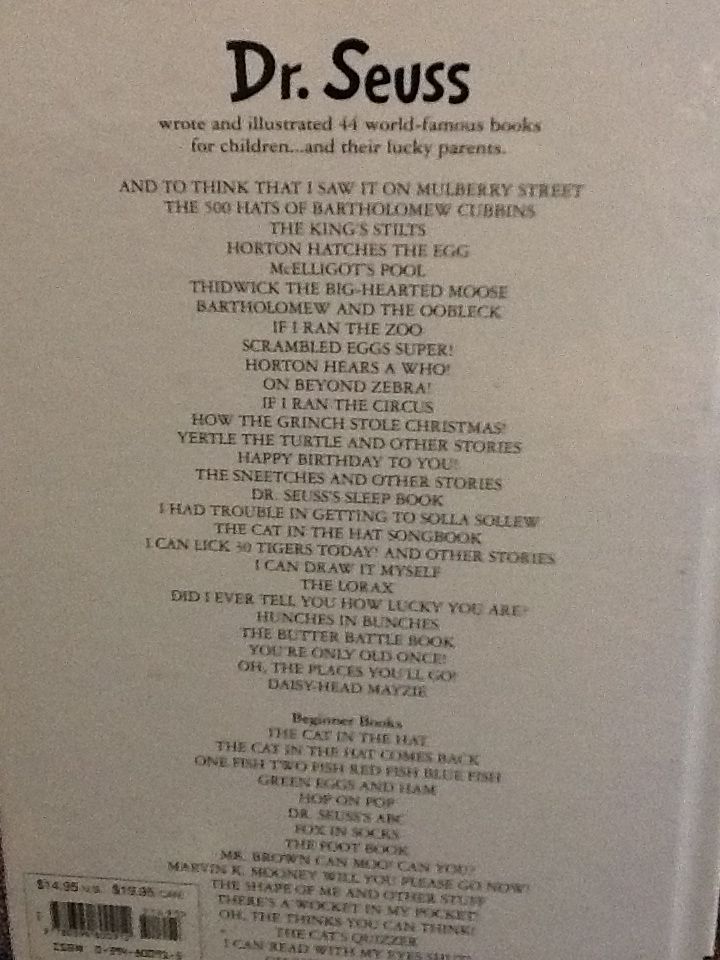 Dr. Seuss
wrote and illustrated 44 world-famous books
for children...and their lucky parents.
AND TO THINK THAT I SAW IT ON MULBERRY STREET
THE 500 HATS OF BARTHOLOMEW CUBBINS
THE KING'S STILTS
HORTON HATCHES THE EGG
McELLIGOT'S POOL
THIDWICK THE BIG-HEARTED MOOSE
BARTHOLOMEW AND THE OOBLECK
IF I RAN THE ZOO
SCRAMBLED EGGS SUPER!
HORTON HEARS A WHO!
ON BEYOND ZEBRA!
IF I RAN THE CIRCUS
HOW THE GRINCH STOLE CHRISTMAS!
YERTLE THE TURTLE AND OTHER STORIES
HAPPY BIRTHDAY TO YOU!
THE SNEETCHES AND OTHER STORIES
DR. SEUSS'S SLEEP BOOK
I HAD TROUBLE IN GETTING TO SOLLA SOLLEW
THE CAT IN THE HAT SONGBOOK
I CAN LICK 30 TIGERS TODAY! AND OTHER STORIES
I CAN DRAW IT MYSELF
THE LORAX
DID I EVER TELL YOU HOW LUCKY YOU ARE?
HUNCHES IN BUNCHES
THE BUTTER BATTLE BOOK
YOU'RE ONLY OLD ONCE!
OH, THE PLACES YOU'LL GO!
DAISY-HEAD MAYZIE
Beginner Books
THE CAT IN THE HAT
THE CAT IN THE HAT COMES BACK
ONE FISH TWO FISH RED FISH BLUE FISH
GREEN EGGS AND HAM
HOP ON POP
DR. SEUSS'S ABC
FOX IN SOCKS
THE FOOT BOOK
MR. BROWN CAN MOO! CAN YOU?
MARVIN K. MOONEY WILL YOU PLEASE GO NOW!
THE SHAPE OF ME AND OTHER STUFF
THERE'S A WOCKET IN MY POCKET!
OH, THE THINKS YOU CAN THINK!
THE CAT'S QUIZZER
I CAN READ WITH MY EYES SHUT!
$14.95 U.S. $19.95 CAN.
ISBN